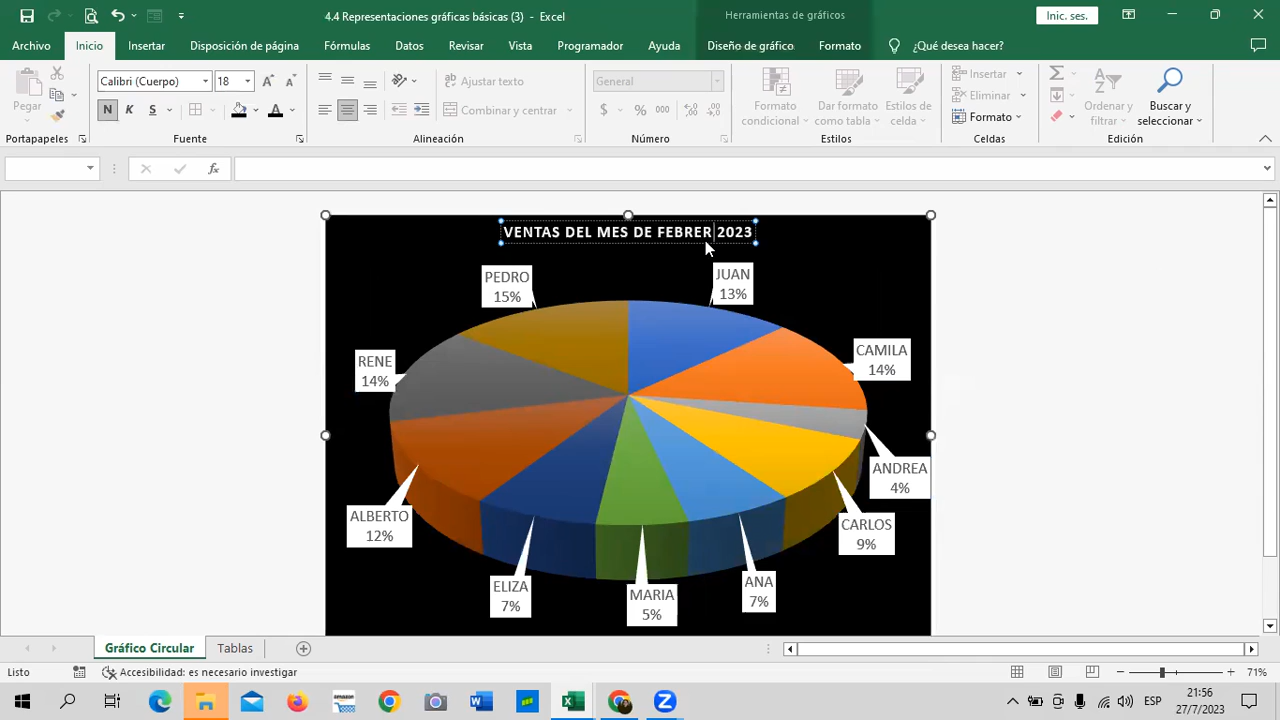 4.4 Representaciones gráficas básicas (3) - Excel
Herramientas de gráficos
Inic. ses.
Archivo
Inicio
Insertar
Disposición de página
Fórmulas
Datos
Revisar
Vista
Programador
Ayuda
Diseño de gráfico
Formato
¿Qué desea hacer?
Pegar
Calibri (Cuerpo)
18
N K S
Ajustar texto
Combinar y centrar
General
$ % 000
Formato condicional
Dar formato como tabla
Estilos de celda
Insertar
Eliminar
Formato
Ordenar y filtrar
Buscar y seleccionar
Portapapeles
Fuente
Alineación
Número
Estilos
Celdas
Edición
fx
VENTAS DEL MES DE FEBRER 2023
PEDRO
15%
JUAN
13%
RENE
14%
CAMILA
14%
ANDREA
4%
ALBERTO
12%
CARLOS
9%
ELIZA
7%
MARIA
5%
ANA
7%
Gráfico Circular
Tablas
Listo
Accesibilidad: es necesario investigar
71%
ESP
21:56
27/7/2023